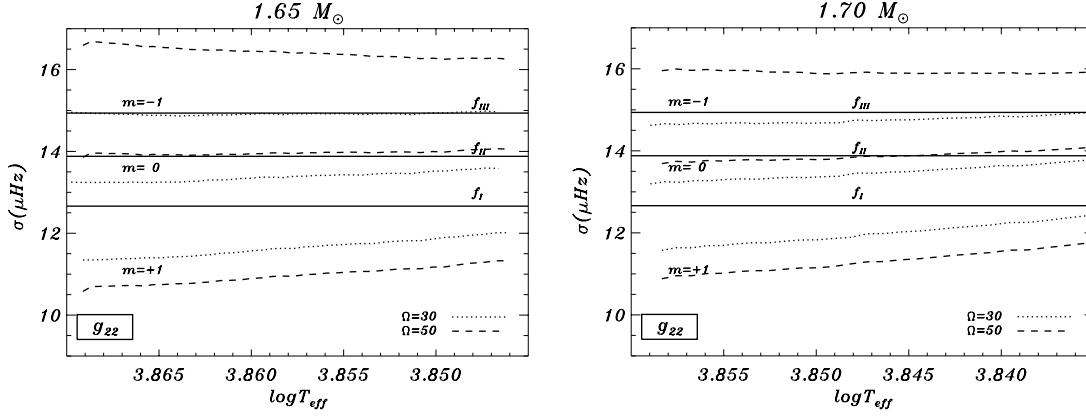 1.65 M⊙
σ(μHz)
16
14
12
10
m=-1
f_III
f_II
m= 0
f_I
m=+1
g_22
Ω=30
Ω=50
3.865
3.860
3.855
3.850
logT_eff
1.70 M⊙
σ(μHz)
16
14
12
10
m=-1
f_III
f_II
m= 0
f_I
m=+1
g_22
Ω=30
Ω=50
3.855
3.850
3.845
3.840
logT_eff